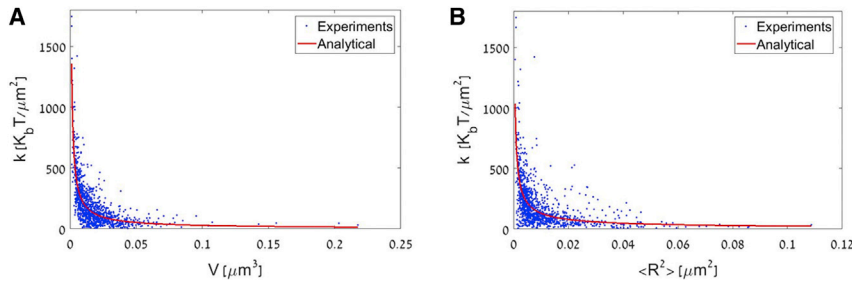 A
Experiments
Analytical
1500
1000
500
0
k [K_bT/μm²]
0
0.05
0.1
0.15
0.2
0.25
V [μm³]
B
Experiments
Analytical
1500
1000
500
0
k [K_bT/μm²]
0
0.02
0.04
0.06
0.08
0.1
0.12
<R²> [μm²]